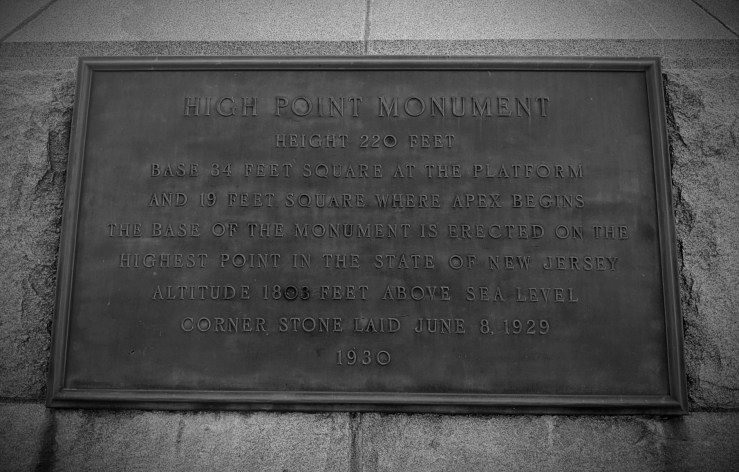 HIGH POINT MONUMENT
HEIGHT 220 FEET
BASE 34 FEET SQUARE AT THE PLATFORM
AND 19 FEET SQUARE WHERE APEX BEGINS
THE BASE OF THE MONUMENT IS ERECTED ON THE
HIGHEST POINT IN THE STATE OF NEW JERSEY
ALTITUDE 1803 FEET ABOVE SEA LEVEL
CORNER STONE LAID JUNE 8, 1929
1930